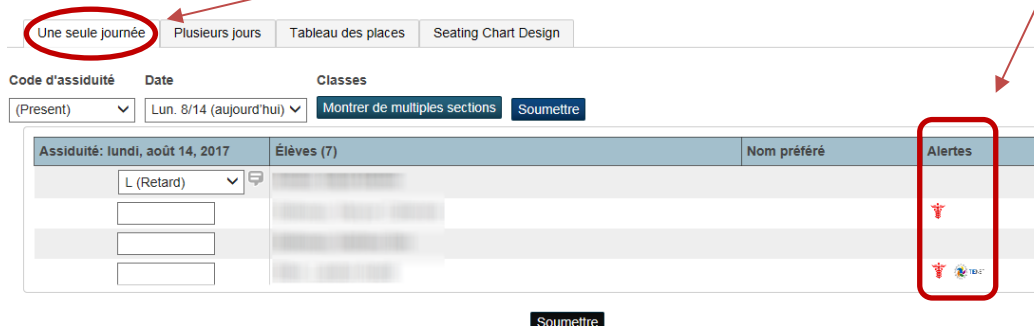 Une seule journée Plusieurs jours Tableau des places Seating Chart Design
Code d'assiduité Date Classes
(Present) Lun. 8/14 (aujourd'hui) Montrer de multiples sections Soumettre
Assiduité: lundi, août 14, 2017 Élèves (7) Nom préféré Alertes
L (Retard)
Soumettre